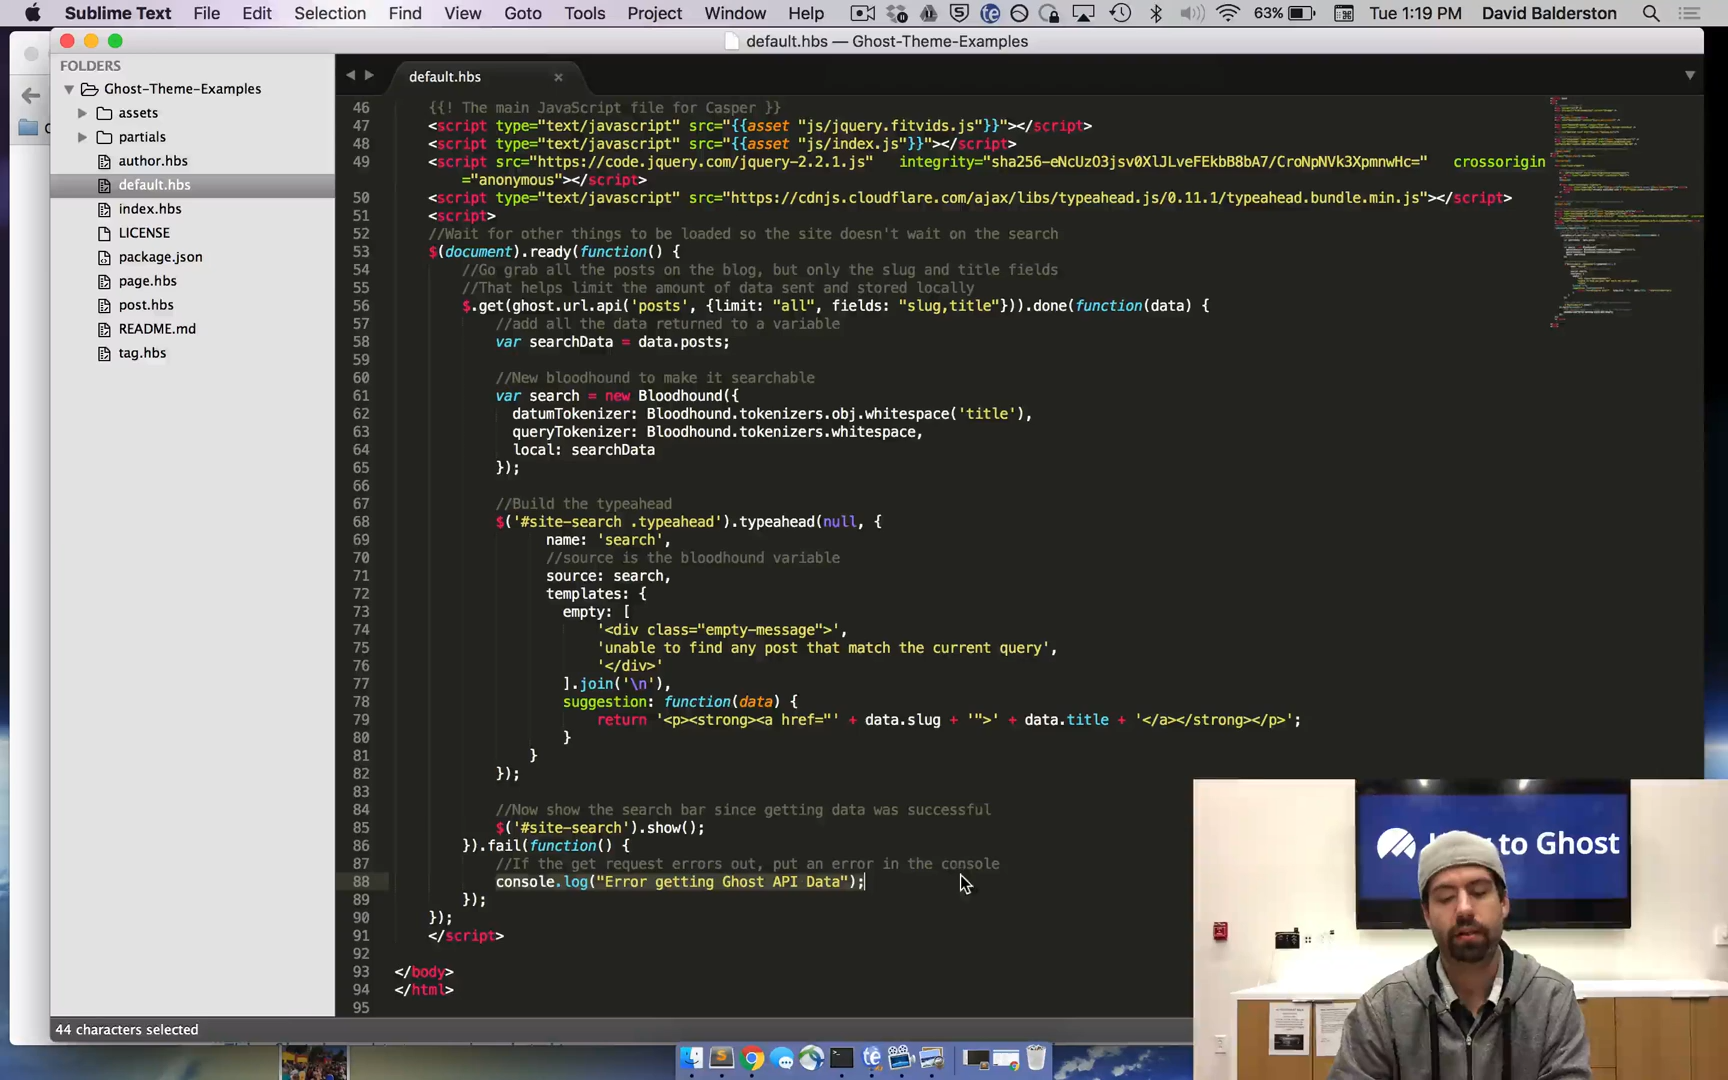 Sublime Text File Edit Selection Find View Goto Tools Project Window Help 63% Tue 1:19 PM David Balderston
default.hbs — Ghost-Theme-Examples
FOLDERS
Ghost-Theme-Examples
assets
partials
author.hbs
default.hbs
index.hbs
LICENSE
package.json
page.hbs
post.hbs
README.md
tag.hbs
default.hbs
46 {{! The main JavaScript file for Casper }}
47 <script type="text/javascript" src="{{asset "js/jquery.fitvids.js"}}"></script>
48 <script type="text/javascript" src="{{asset "js/index.js"}}"></script>
49 <script src="https://code.jquery.com/jquery-2.2.1.js" integrity="sha256-eNcUzO3jsv0XlJLveFEkbB8bA7/CroNpNVk3XpmnwHc=" crossorigin
="anonymous"></script>
50 <script type="text/javascript" src="https://cdnjs.cloudflare.com/ajax/libs/typeahead.js/0.11.1/typeahead.bundle.min.js"></script>
51 <script>
52 //Wait for other things to be loaded so the site doesn't wait on the search
53 $(document).ready(function() {
54 //Go grab all the posts on the blog, but only the slug and title fields
55 //That helps limit the amount of data sent and stored locally
56 $.get(ghost.url.api('posts', {limit: "all", fields: "slug,title"})).done(function(data) {
57 //add all the data returned to a variable
58 var searchData = data.posts;
59
60 //New bloodhound to make it searchable
61 var search = new Bloodhound({
62 datumTokenizer: Bloodhound.tokenizers.obj.whitespace('title'),
63 queryTokenizer: Bloodhound.tokenizers.whitespace,
64 local: searchData
65 });
66
67 //Build the typeahead
68 $('#site-search .typeahead').typeahead(null, {
69 name: 'search',
70 //source is the bloodhound variable
71 source: search,
72 templates: {
73 empty: [
74 '<div class="empty-message">',
75 'unable to find any post that match the current query',
76 '</div>'
77 ].join('\n'),
78 suggestion: function(data) {
79 return '<p><strong><a href="' + data.slug + '">' + data.title + '</a></strong></p>';
80 }
81 }
82 });
83
84 //Now show the search bar since getting data was successful
85 $('#site-search').show();
86 }).fail(function() {
87 //If the get request errors out, put an error in the console
88 console.log("Error getting Ghost API Data");
89 });
90 });
91 </script>
92
93 </body>
94 </html>
95
44 characters selected
to Ghost